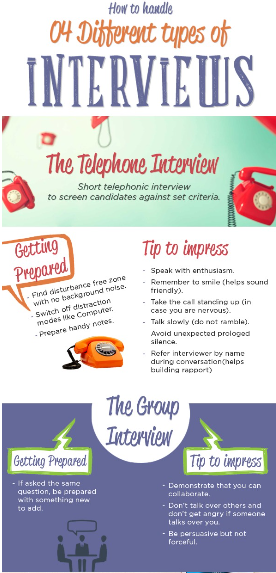 How to handle
04 Different types of
INTERVIEWS
The Telephone Interview
Short telephonic interview
to screen candidates against set criteria.
Getting
Prepared
- Find disturbance free zone
with no background noise.
- Switch off distraction
modes like Computer.
- Prepare handy notes.
Tip to impress
- Speak with enthusiasm.
- Remember to smile (helps sound
friendly).
- Take the call standing up (in
case you are nervous).
- Talk slowly (do not ramble).
- Avoid unexpected prologed
silence.
- Refer interviewer by name
during conversation(helps
building rapport)
The Group
Interview
Getting Prepared
- If asked the same
question, be prepared
with something new
to add.
Tip to impress
- Demonstrate that you can
collaborate.
- Don't talk over others and
don't get angry if someone
talks over you.
- Be persuasive but not
forceful.